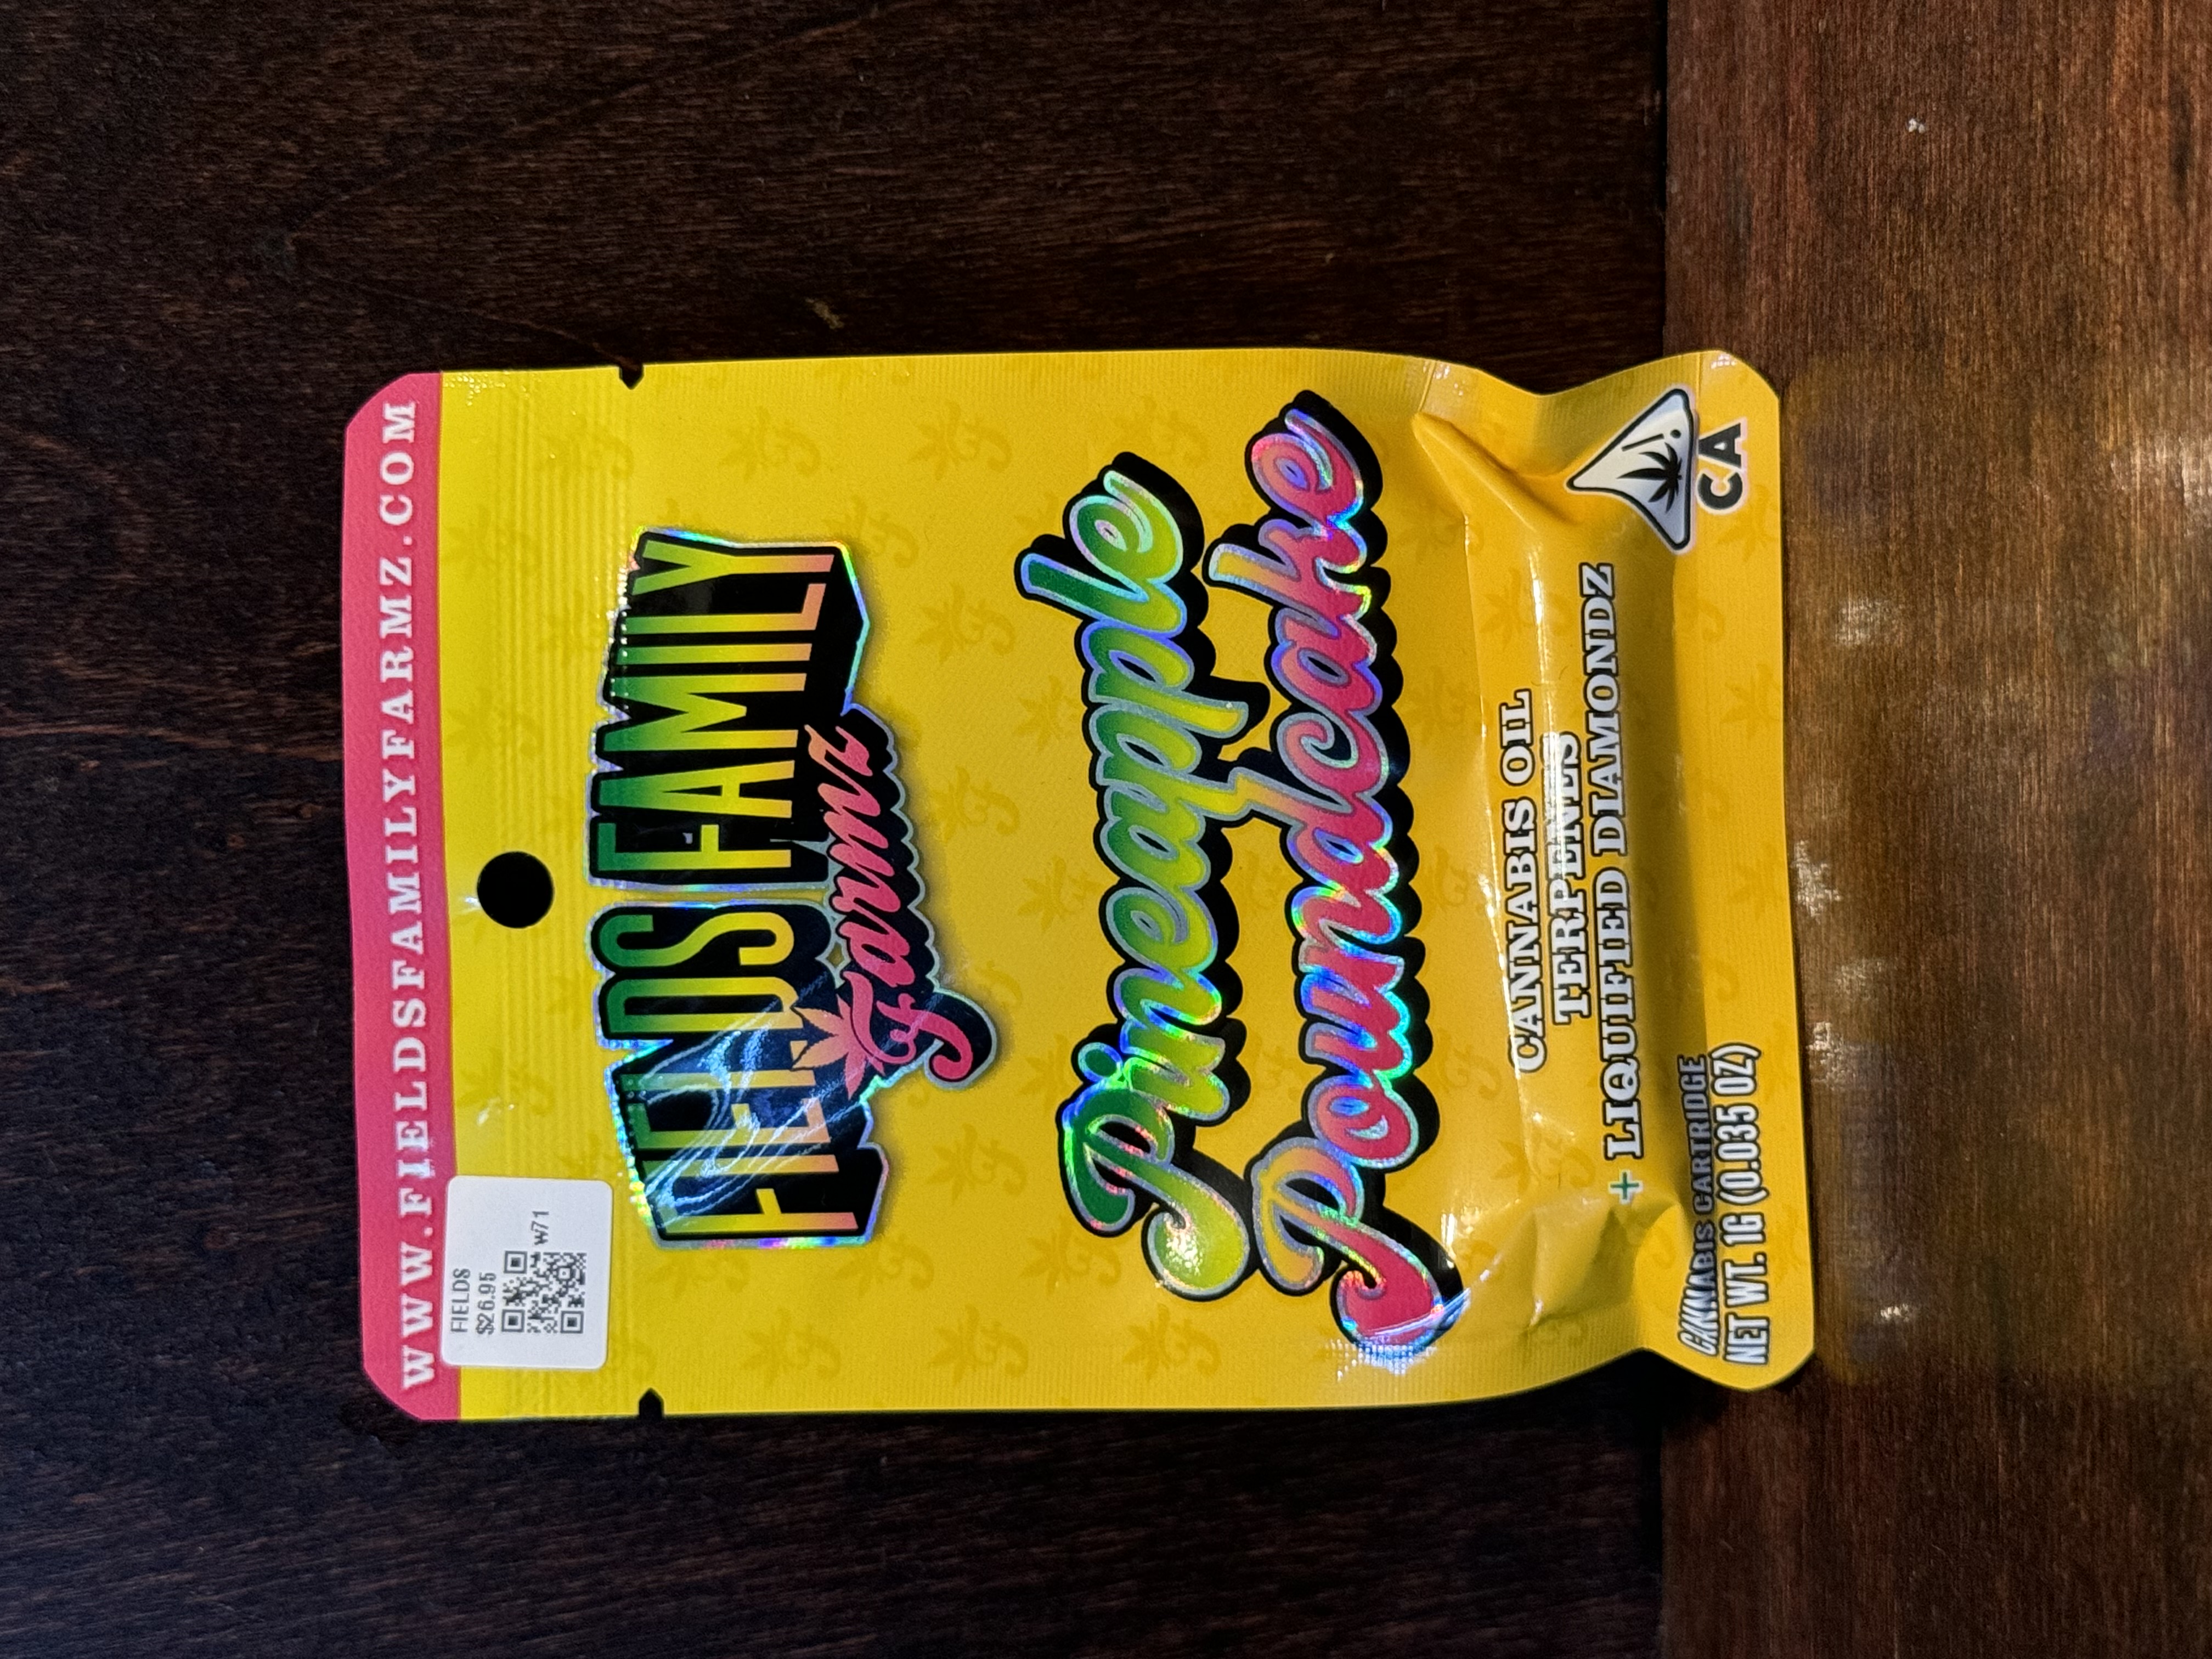 WWW.FIELDSFAMILYFARMZ.COM
FIELDS
$26.95
w71
FIELDS FAMILY
Farmz
Pineapple
Poundcake
CANNABIS OIL
TERPENES
+ LIQUIFIED DIAMONDZ
CANNABIS CARTRIDGE
NET WT. 1G (0.035 OZ)
!
CA